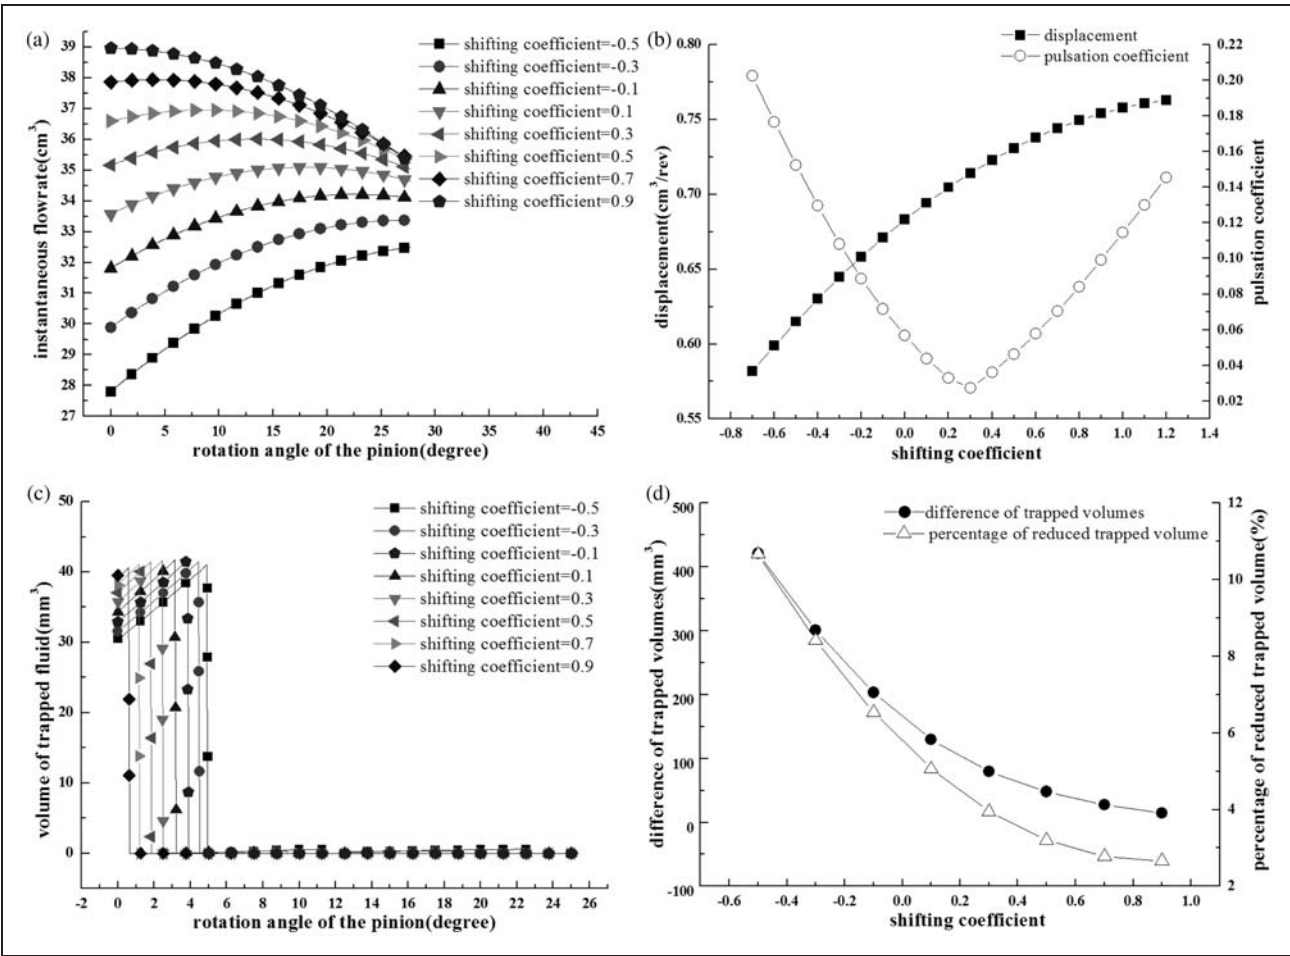 (a)
39
38
37
36
35
34
33
32
31
30
29
28
27
instantaneous flowrate(cm³)
shifting coefficient=-0.5
shifting coefficient=-0.3
shifting coefficient=-0.1
shifting coefficient=0.1
shifting coefficient=0.3
shifting coefficient=0.5
shifting coefficient=0.7
shifting coefficient=0.9
0 5 10 15 20 25 30 35 40 45
rotation angle of the pinion(degree)
(b)
displacement
pulsation coefficient
0.80
0.75
0.70
0.65
0.60
0.55
displacement(cm³/rev)
0.22
0.20
0.18
0.16
0.14
0.12
0.10
0.08
0.06
0.04
0.02
pulsation coefficient
-0.8 -0.6 -0.4 -0.2 0.0 0.2 0.4 0.6 0.8 1.0 1.2 1.4
shifting coefficient
(c)
50
40
30
20
10
0
volume of trapped fluid(mm³)
shifting coefficient=-0.5
shifting coefficient=-0.3
shifting coefficient=-0.1
shifting coefficient=0.1
shifting coefficient=0.3
shifting coefficient=0.5
shifting coefficient=0.7
shifting coefficient=0.9
-2 0 2 4 6 8 10 12 14 16 18 20 22 24 26
rotation angle of the pinion(degree)
(d)
difference of trapped volumes
percentage of reduced trapped volume
500
400
300
200
100
0
-100
difference of trapped volumes(mm³)
12
10
8
6
4
2
percentage of reduced trapped volume(%)
-0.6 -0.4 -0.2 0.0 0.2 0.4 0.6 0.8 1.0
shifting coefficient